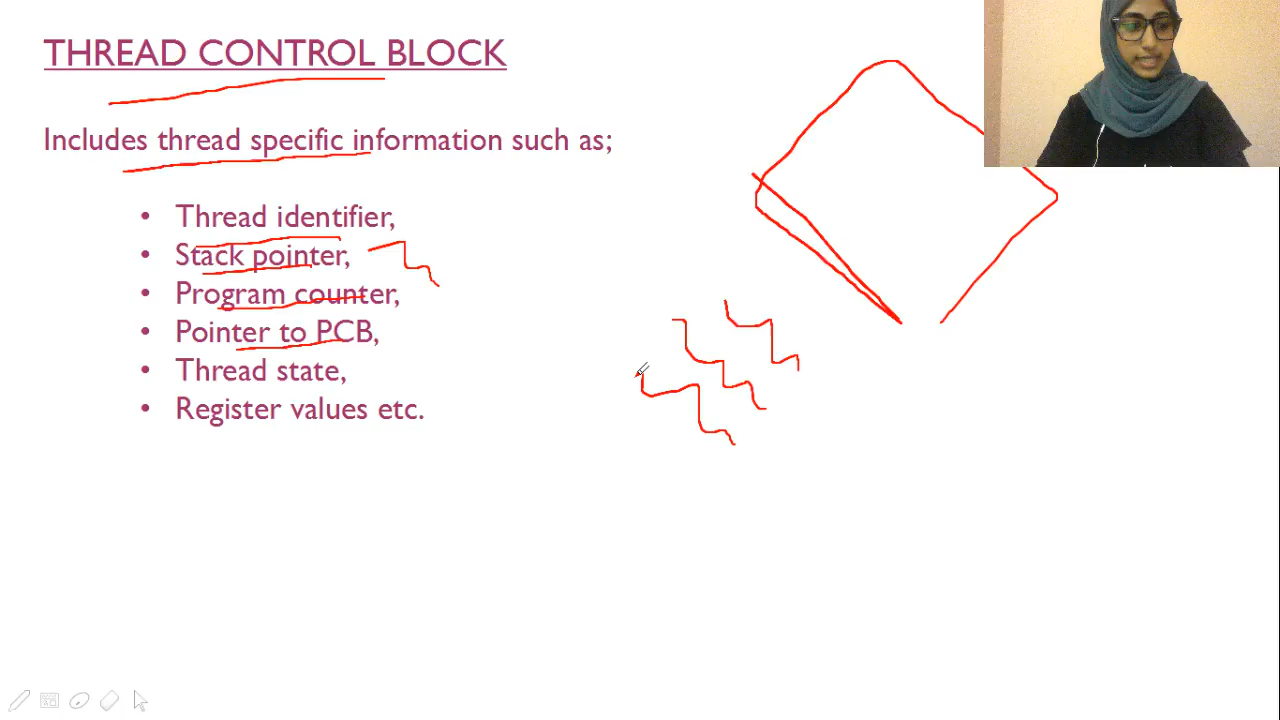 THREAD CONTROL BLOCK
Includes thread specific information such as;
• Thread identifier,
• Stack pointer,
• Program counter,
• Pointer to PCB,
• Thread state,
• Register values etc.